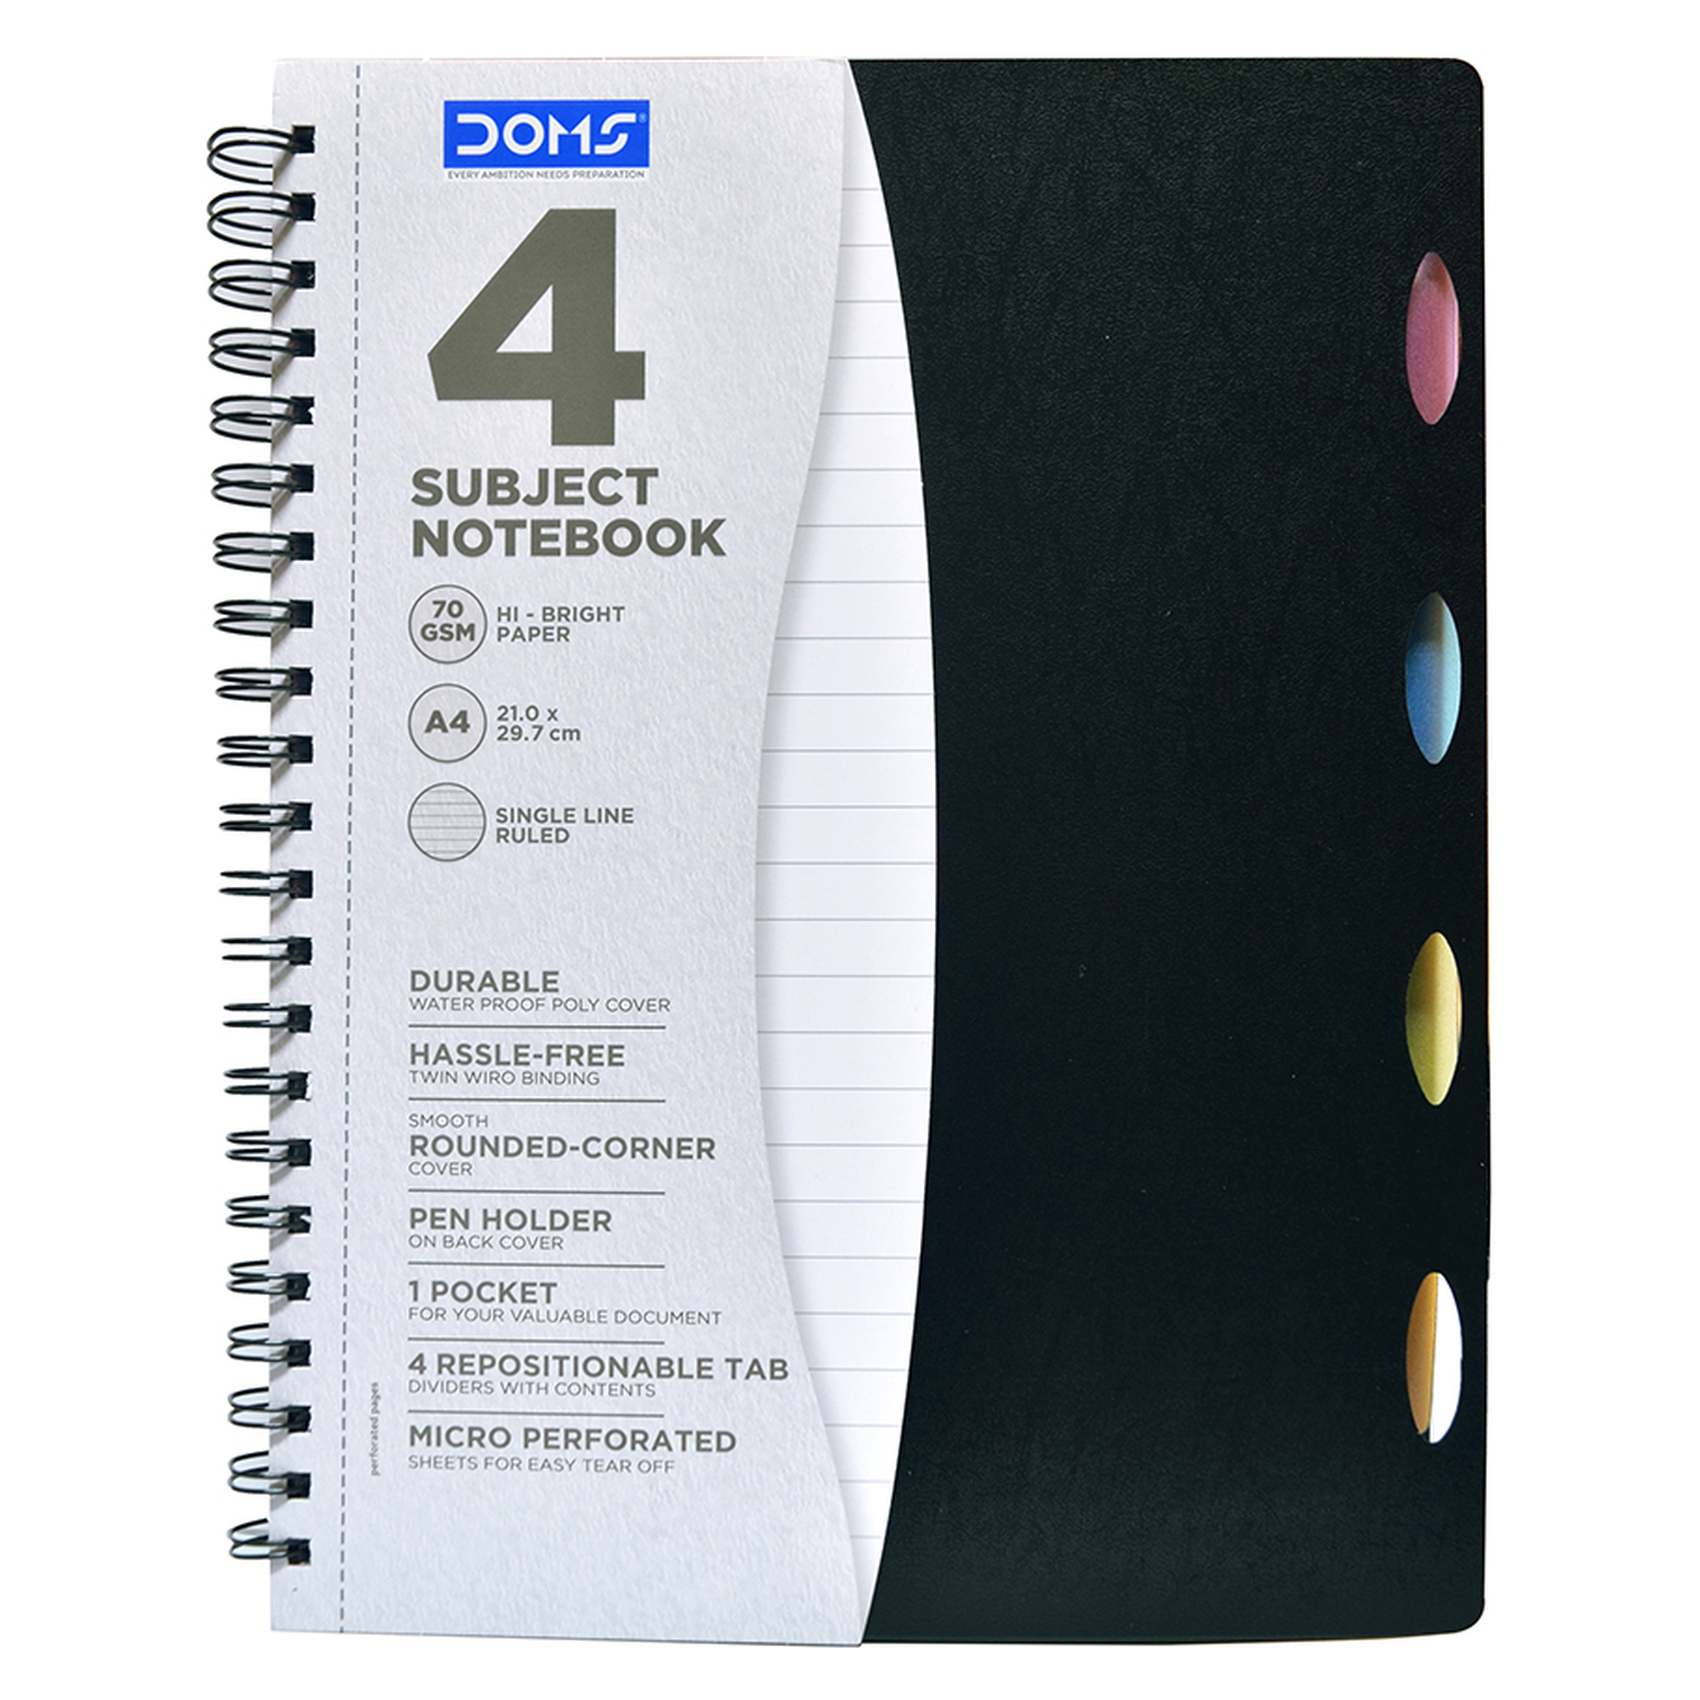 DOMS®
EVERY AMBITION NEEDS PREPARATION
4
SUBJECT
NOTEBOOK
70
GSM
HI - BRIGHT
PAPER
A4
21.0 x
29.7 cm
SINGLE LINE
RULED
DURABLE
WATER PROOF POLY COVER
HASSLE-FREE
TWIN WIRO BINDING
SMOOTH
ROUNDED-CORNER
COVER
PEN HOLDER
ON BACK COVER
1 POCKET
FOR YOUR VALUABLE DOCUMENT
4 REPOSITIONABLE TAB
DIVIDERS WITH CONTENTS
MICRO PERFORATED
SHEETS FOR EASY TEAR OFF
perforated pages